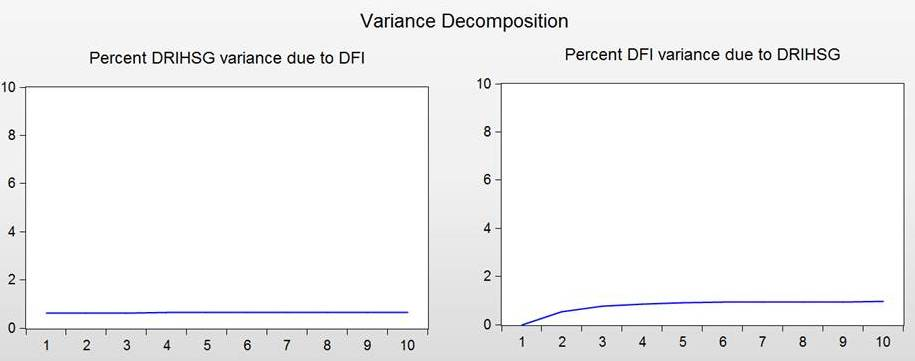 Variance Decomposition
Percent DRIHSG variance due to DFI
10
8
6
4
2
0
1 2 3 4 5 6 7 8 9 10
Percent DFI variance due to DRIHSG
10
8
6
4
2
0
1 2 3 4 5 6 7 8 9 10